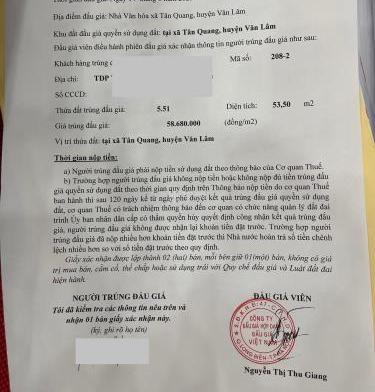 Địa điểm đấu giá: Nhà Văn hóa xã Tân Quang, huyện Văn Lâm
Khu đất đấu giá quyền sử dụng đất: tại xã Tân Quang, huyện Văn Lâm
Đấu giá viên điều hành phiên đấu giá xác nhận thông tin người trúng đấu giá như sau:
Khách hàng trúng Mã số: 208-2
Địa chỉ: TDP
Số CCCD:
Thửa đất trúng đấu giá: 5.51 Diện tích: 53,50 m2
Giá trúng đấu giá: 58.680.000 (đồng/m2)
Vị trí thửa đất: tại xã Tân Quang, huyện Văn Lâm
Thời gian nộp tiền:
a) Người trúng đấu giá phải nộp tiền sử dụng đất theo thông báo của Cơ quan Thuế.
b) Trường hợp người trúng đấu giá không nộp tiền hoặc không nộp đủ tiền trúng đấu
giá quyền sử dụng đất theo thời gian quy định trên Thông báo nộp tiền do cơ quan Thuế
ban hành thì sau 120 ngày kể từ ngày phê duyệt kết quả trúng đấu giá quyền sử dụng
đất, cơ quan Thuế có trách nhiệm thông báo đến cơ quan có chức năng quản lý đất đai
trình Ủy ban nhân dân cấp có thẩm quyền hủy quyết định công nhận kết quả trúng đấu
giá, người trúng đấu giá không được nhận lại khoản tiền đặt trước. Trường hợp người
trúng đấu giá đã nộp nhiều hơn khoản tiền đặt trước thì Nhà nước hoàn trả số tiền chênh
lệch nhiều hơn so với số tiền đặt trước theo quy định.
Giấy xác nhận được lập thành 02 (hai) bản, mỗi bên giữ 01(một) bản, không có giá
trị mua bán, cầm cố, thế chấp hoặc sử dụng trái với Quy chế đấu giá và Luật đất đai
hiện hành.
NGƯỜI TRÚNG ĐẤU GIÁ ĐẤU GIÁ VIÊN
Tôi đã kiểm tra các thông tin nêu trên và
nhận 01 bản giấy xác nhận này.
(ký, ghi rõ họ tên)
CÔNG TY
ĐẤU GIÁ HỢP DANH
ĐẤU GIÁ
VIỆT NAM
Nguyễn Thị Thu Giang